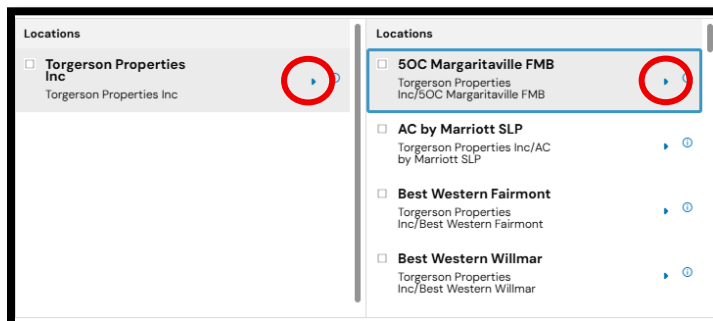 Locations
Torgerson Properties
Inc
Torgerson Properties Inc
Locations
5OC Margaritaville FMB
Torgerson Properties
Inc/5OC Margaritaville FMB
AC by Marriott SLP
Torgerson Properties Inc/AC
by Marriott SLP
Best Western Fairmont
Torgerson Properties
Inc/Best Western Fairmont
Best Western Willmar
Torgerson Properties
Inc/Best Western Willmar